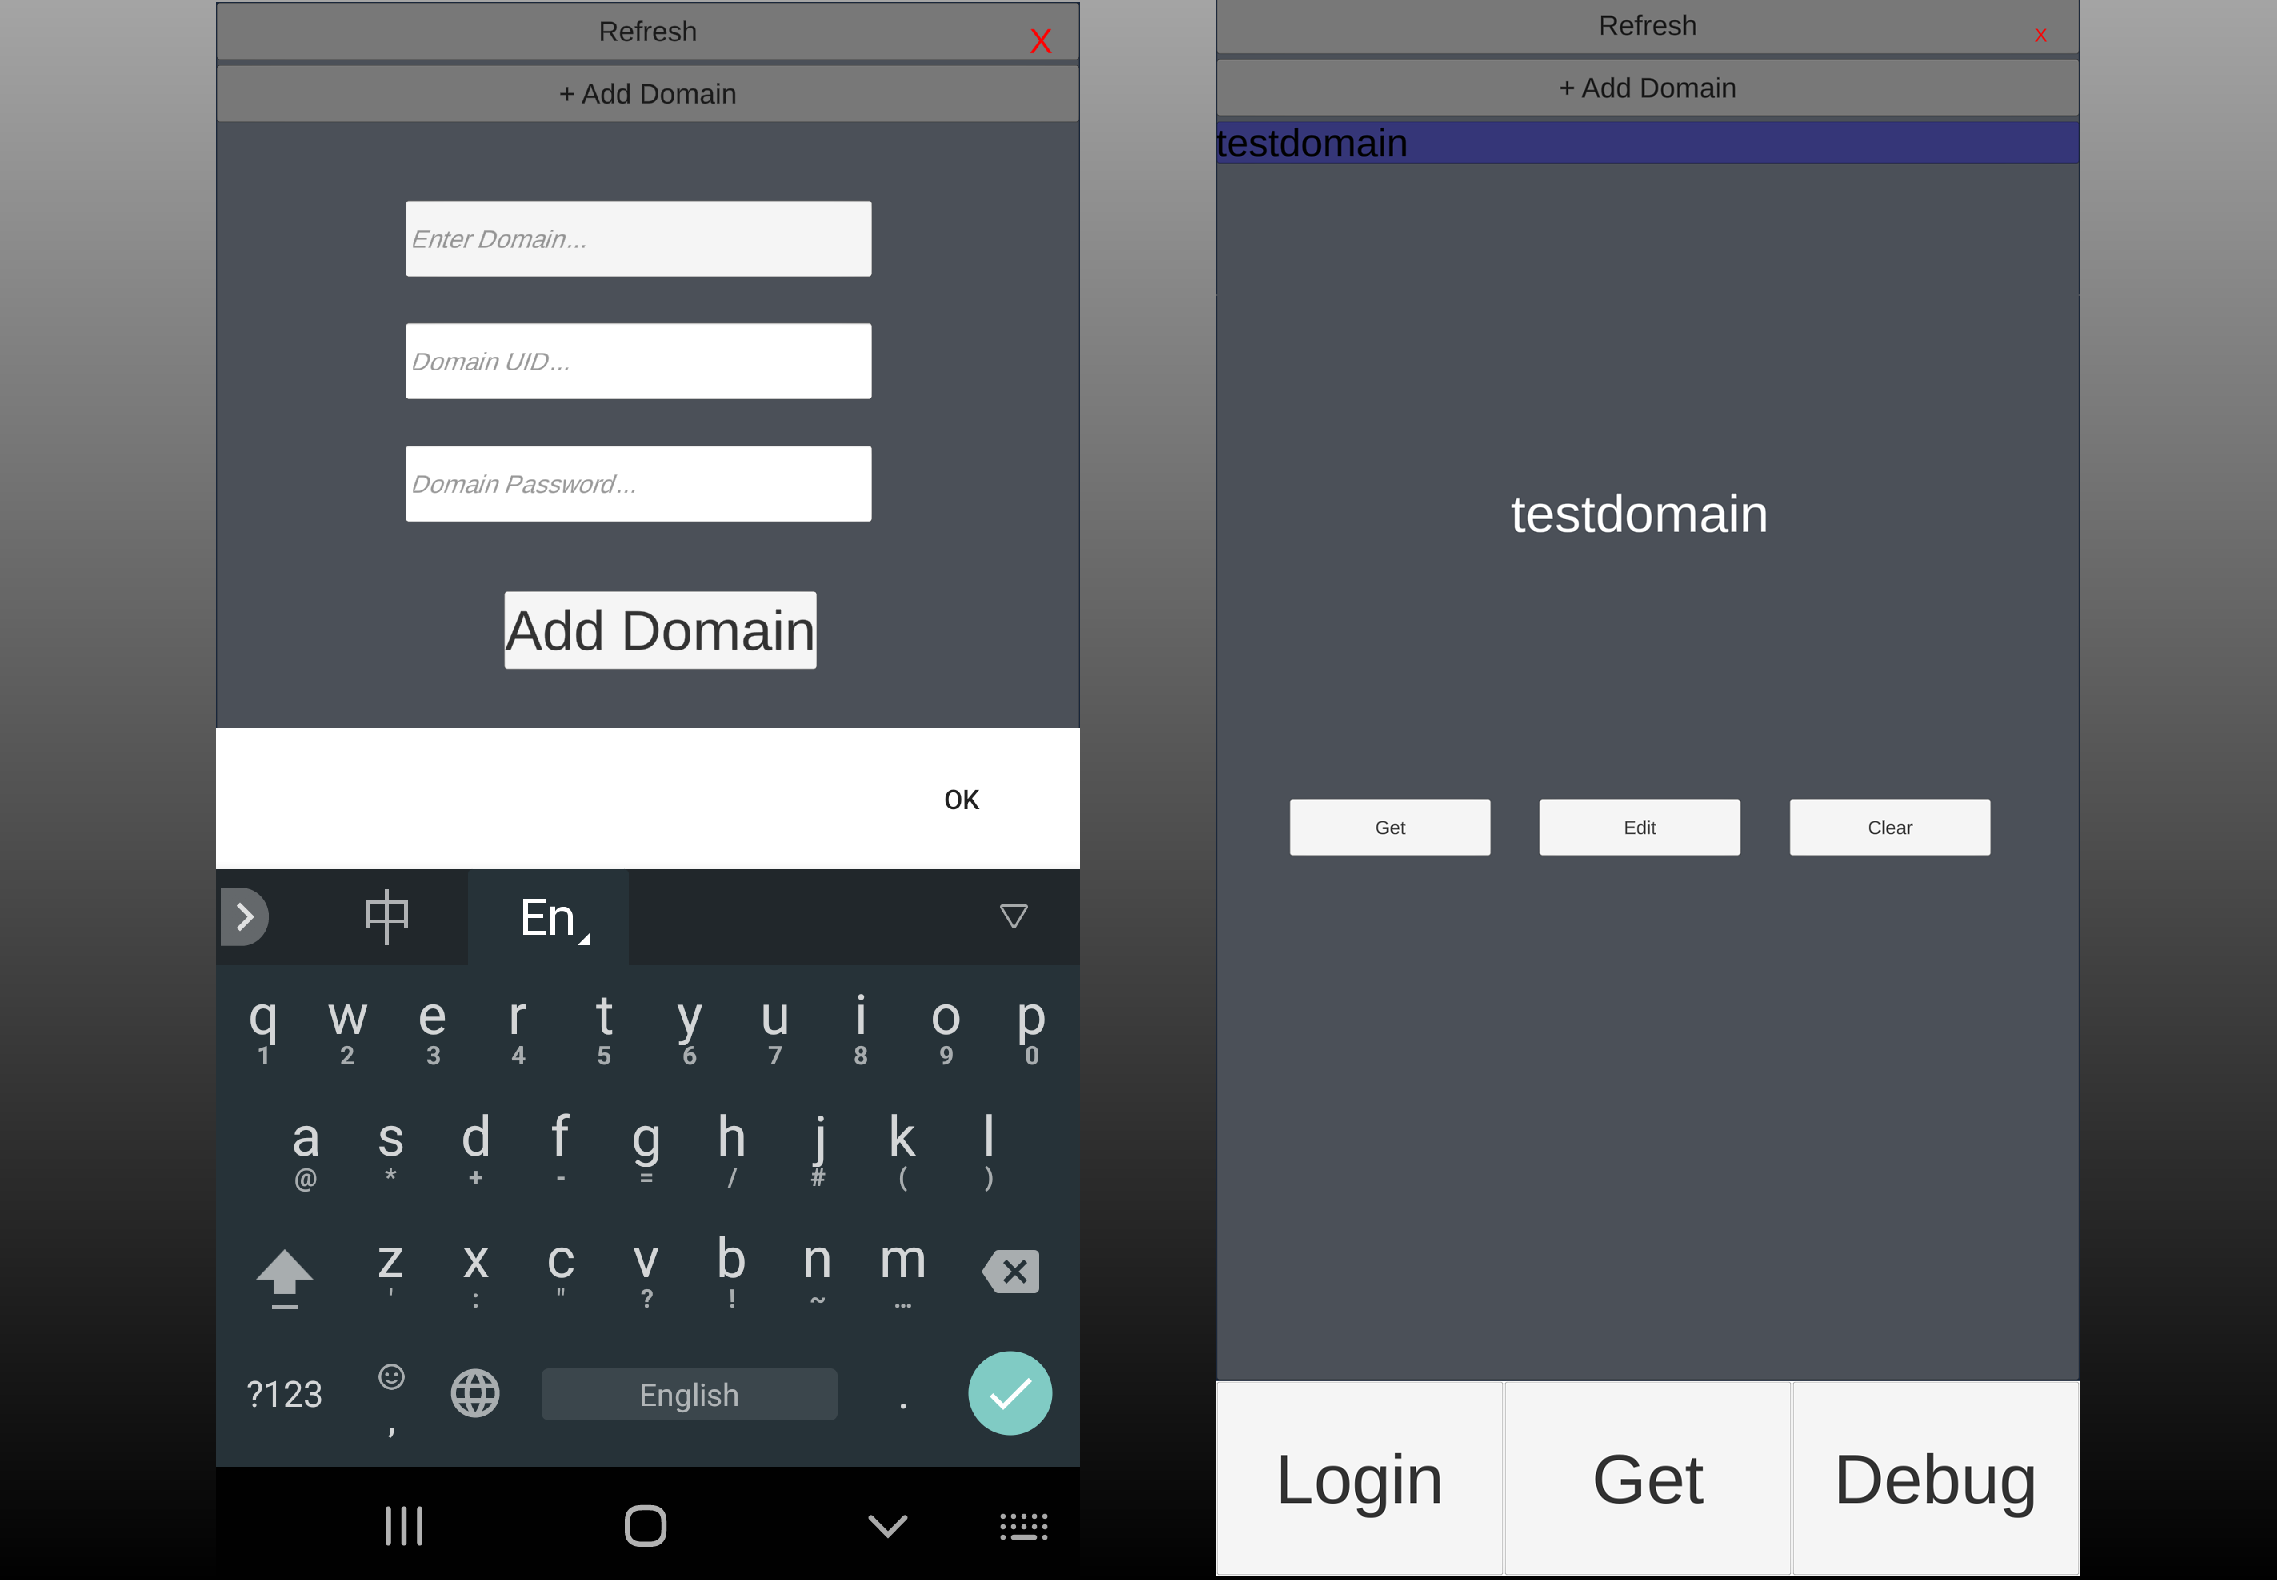 Refresh
X
+ Add Domain
Enter Domain...
Domain UID...
Domain Password...
Add Domain
OK
中 En
q w e r t y u i o p
1 2 3 4 5 6 7 8 9 0
a s d f g h j k l
@ * + - = / # ( )
z x c v b n m
' : " ? ! ~ ...
?123 , English .
Refresh
X
+ Add Domain
testdomain
testdomain
Get Edit Clear
Login Get Debug